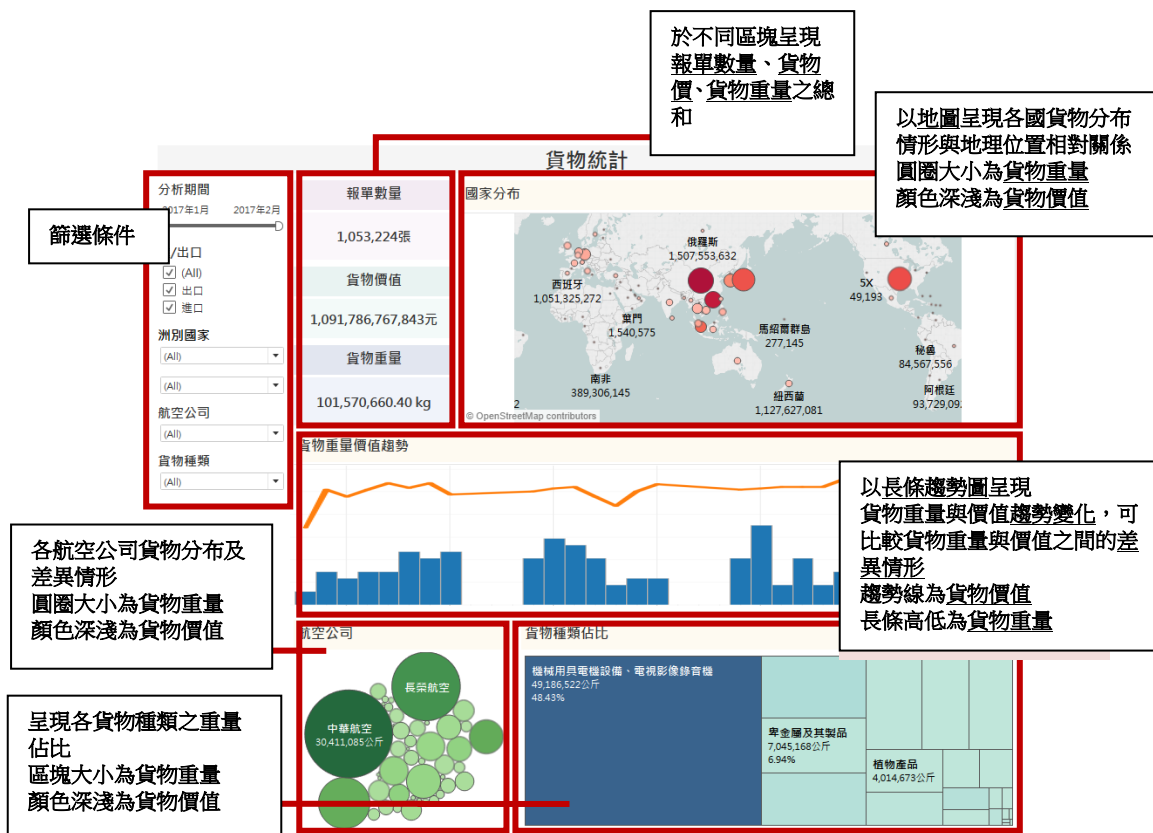 於不同區塊呈現
報單數量、貨物
價、貨物重量之總
和
以地圖呈現各國貨物分布
情形與地理位置相對關係
圓圈大小為貨物重量
顏色深淺為貨物價值
貨物統計
分析期間
2017年1月
2017年2月
篩選條件
/出口
(All)
出口
進口
洲別國家
(All)
(All)
航空公司
(All)
貨物種類
(All)
報單數量
1,053,224張
貨物價值
1,091,786,767,843元
貨物重量
101,570,660.40 kg
國家分布
俄羅斯
1,507,553,632
西班牙
1,051,325,272
葉門
1,540,575
5X
49,193
馬紹爾群島
277,145
秘魯
84,567,556
南非
389,306,145
紐西蘭
1,127,627,081
阿根廷
93,729,092
2
© OpenStreetMap contributors
貨物重量價值趨勢
以長條趨勢圖呈現
貨物重量與價值趨勢變化，可
比較貨物重量與價值之間的差
異情形
趨勢線為貨物價值
長條高低為貨物重量
各航空公司貨物分布及
差異情形
圓圈大小為貨物重量
顏色深淺為貨物價值
航空公司
長榮航空
中華航空
30,411,085公斤
貨物種類佔比
機械用具電機設備、電視影像錄音機
49,186,522公斤
48.43%
卑金屬及其製品
7,045,168公斤
6.94%
植物產品
4,014,673公斤
呈現各貨物種類之重量
佔比
區塊大小為貨物重量
顏色深淺為貨物價值